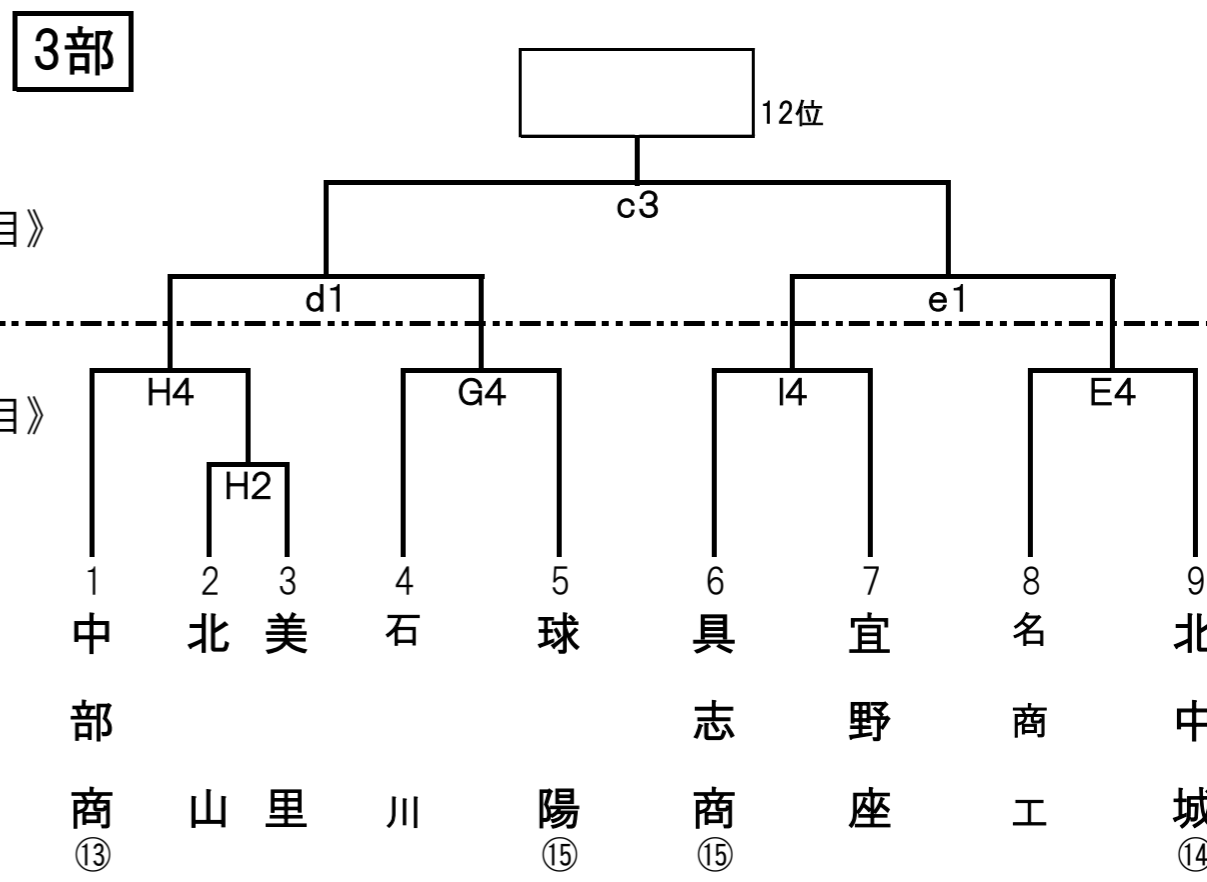 3部
12位
c3
目》
d1
e1
H4
G4
I4
E4
目》
H2
1
2
3
4
5
6
7
8
9
中部商
北山
美里
石川
球陽
具志商
宜野座
名商工
北中城
⑬
⑮
⑮
⑭